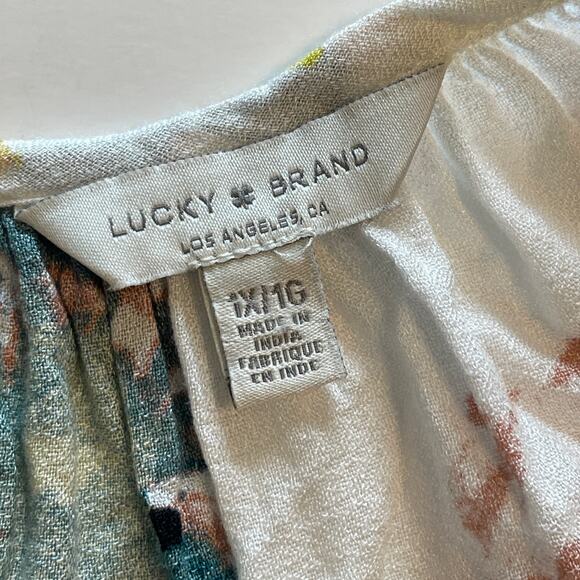 LUCKY BRAND
LOS ANGELES, CA
1X/1G
MADE IN
INDIA
FABRIQUE
EN INDE